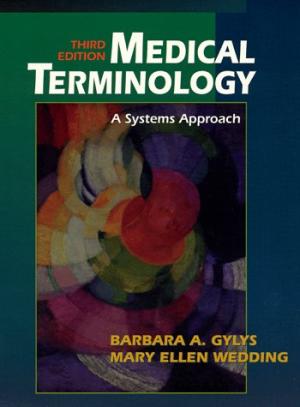 THIRD
EDITION
MEDICAL
TERMINOLOGY
A Systems Approach
BARBARA A. GYLYS
MARY ELLEN WEDDING